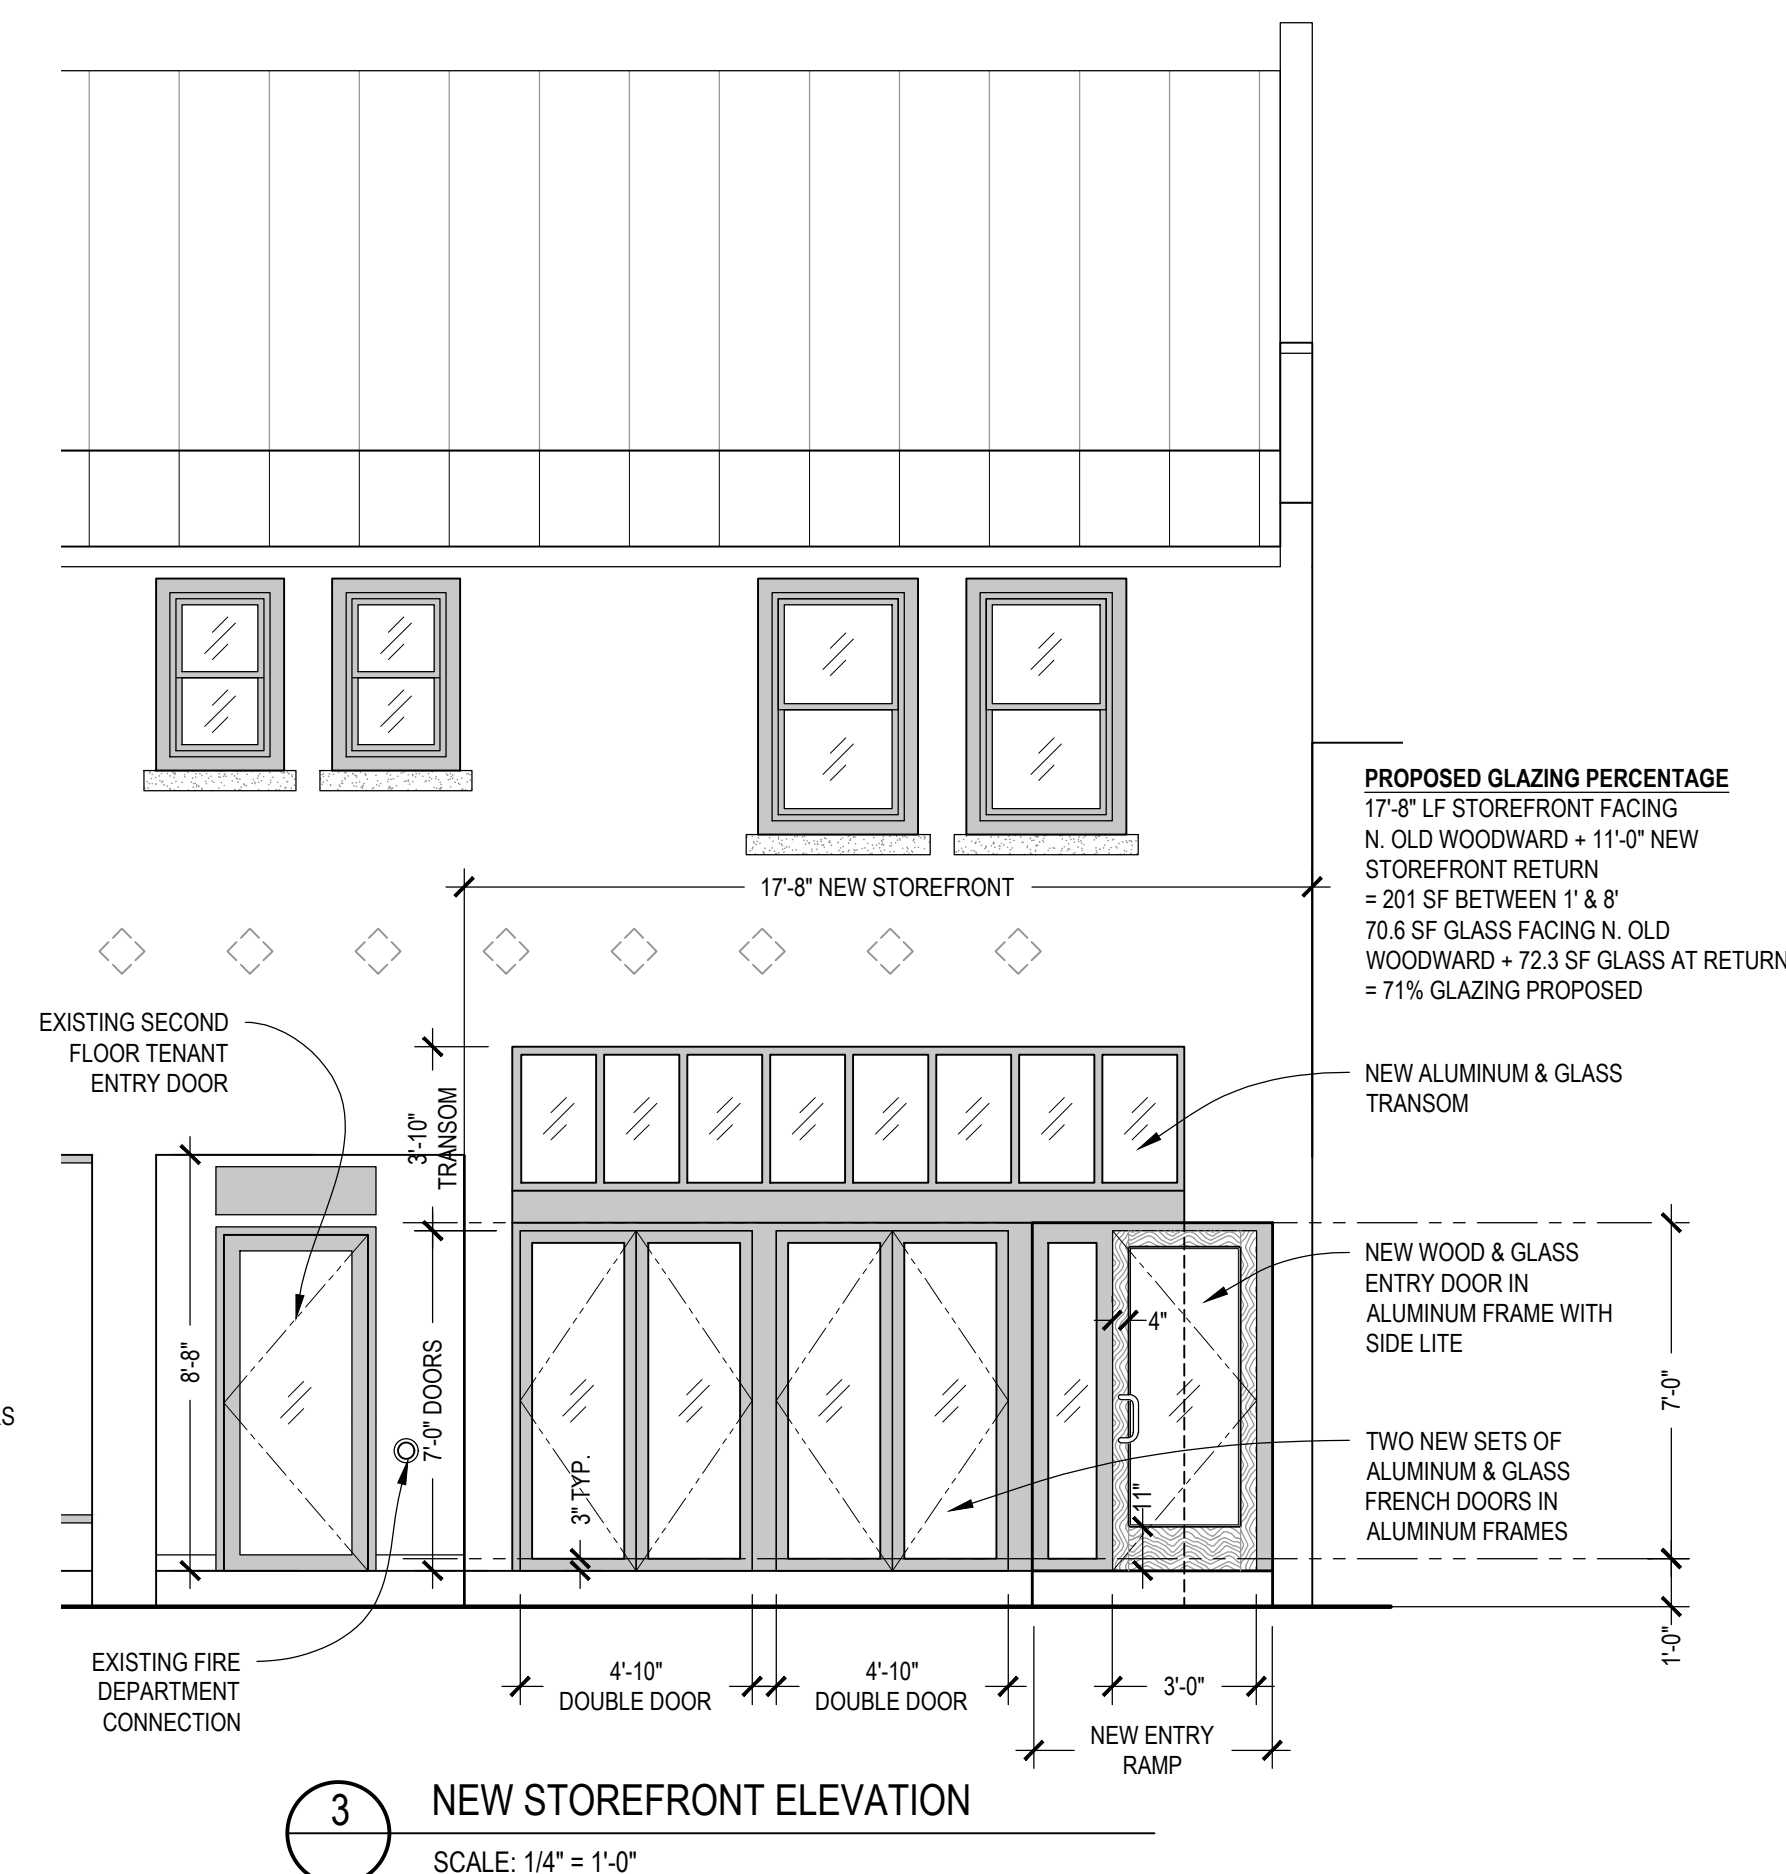 PROPOSED GLAZING PERCENTAGE
17'-8" LF STOREFRONT FACING
N. OLD WOODWARD + 11'-0" NEW
STOREFRONT RETURN
= 201 SF BETWEEN 1' & 8'
70.6 SF GLASS FACING N. OLD
WOODWARD + 72.3 SF GLASS AT RETURN
= 71% GLAZING PROPOSED
17'-8" NEW STOREFRONT
EXISTING SECOND
FLOOR TENANT
ENTRY DOOR
3'-10"
TRANSOM
NEW ALUMINUM & GLASS
TRANSOM
NEW WOOD & GLASS
ENTRY DOOR IN
ALUMINUM FRAME WITH
SIDE LITE
4"
8'-8"
7'-0" DOORS
7'-0"
TWO NEW SETS OF
ALUMINUM & GLASS
FRENCH DOORS IN
ALUMINUM FRAMES
3" TYP.
11"
1'-0"
EXISTING FIRE
DEPARTMENT
CONNECTION
4'-10"
DOUBLE DOOR
4'-10"
DOUBLE DOOR
3'-0"
NEW ENTRY
RAMP
3
NEW STOREFRONT ELEVATION
SCALE: 1/4" = 1'-0"